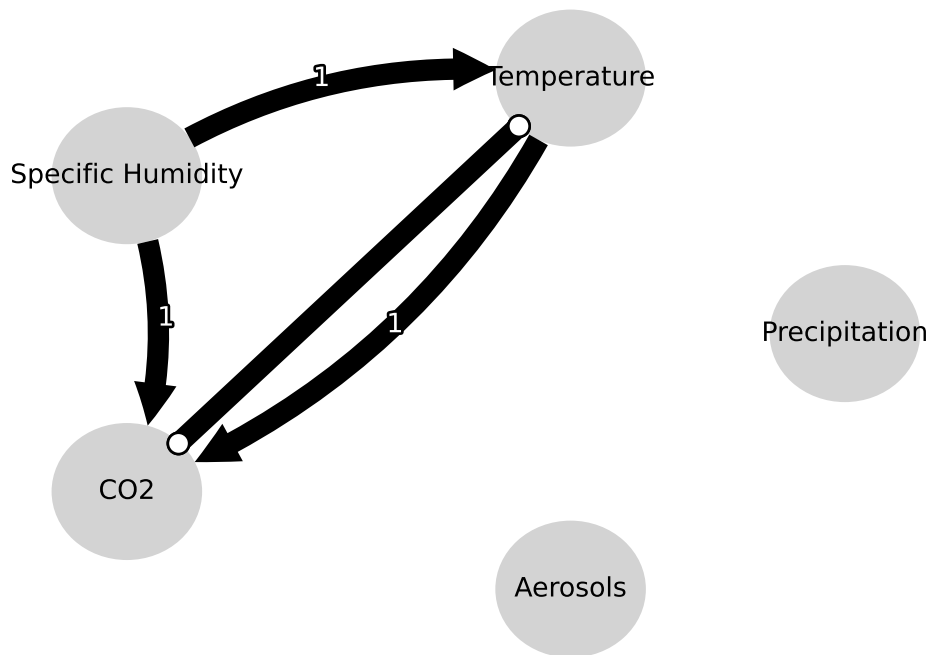 Temperature
1
Specific Humidity
1
1
Precipitation
CO2
Aerosols